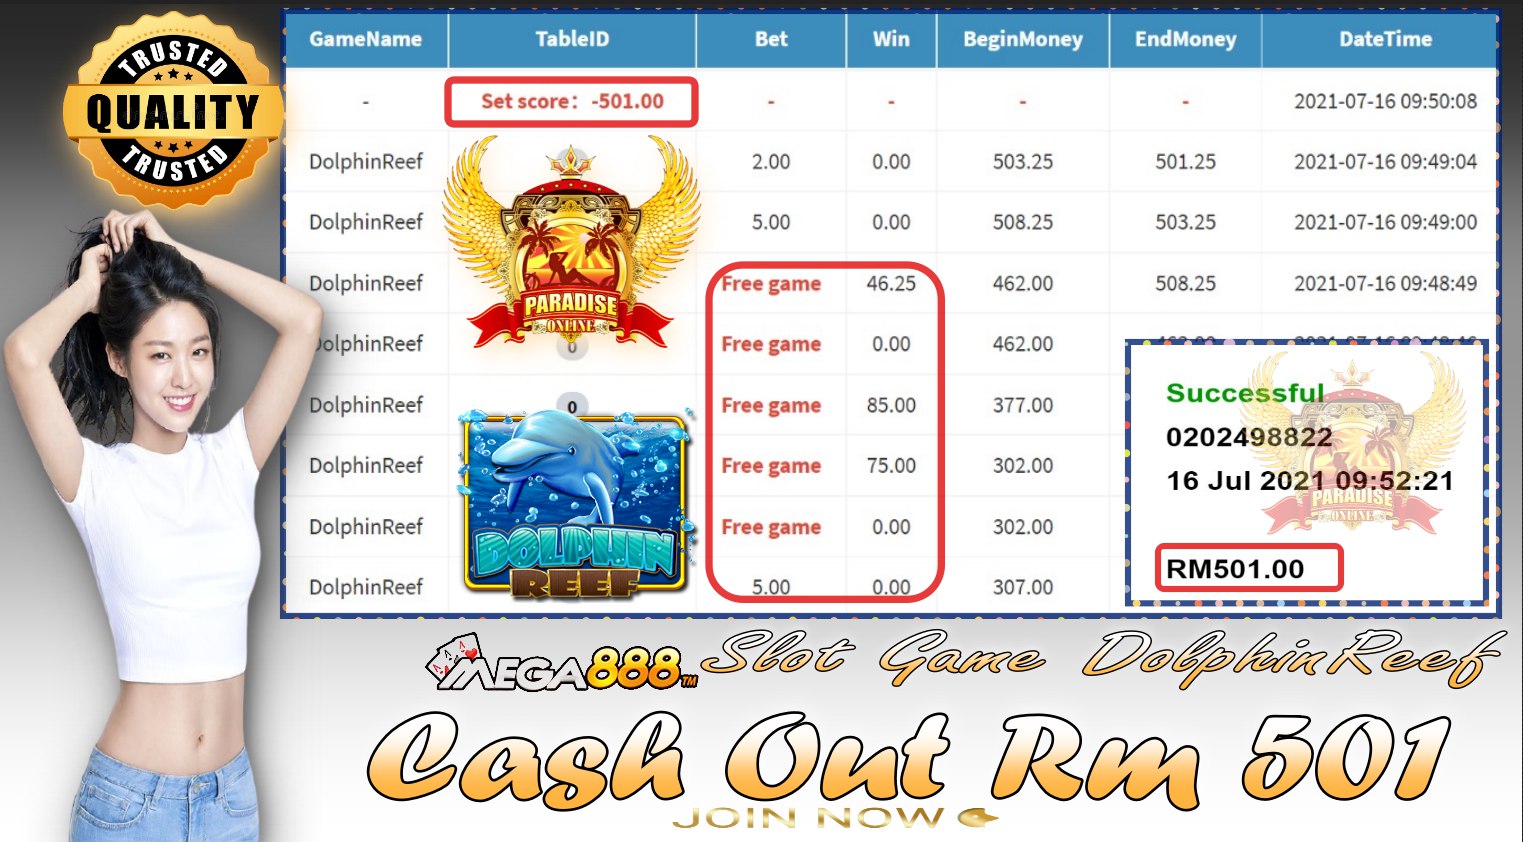 TRUSTED
QUALITY
TRUSTED
GameName TableID Bet Win BeginMoney EndMoney DateTime
- Set score: -501.00 - - - - 2021-07-16 09:50:08
DolphinReef 2.00 0.00 503.25 501.25 2021-07-16 09:49:04
DolphinReef 5.00 0.00 508.25 503.25 2021-07-16 09:49:00
DolphinReef Free game 46.25 462.00 508.25 2021-07-16 09:48:49
DolphinReef 0 Free game 0.00 462.00
DolphinReef 0 Free game 85.00 377.00
DolphinReef Free game 75.00 302.00
DolphinReef Free game 0.00 302.00
DolphinReef 5.00 0.00 307.00
PARADISE
ONLINE
DOLPHIN
REEF
Successful
0202498822
16 Jul 2021 09:52:21
PARADISE
ONLINE
RM501.00
MEGA888 TM Slot Game DolphinReef
Cash Out Rm 501
JOIN NOW